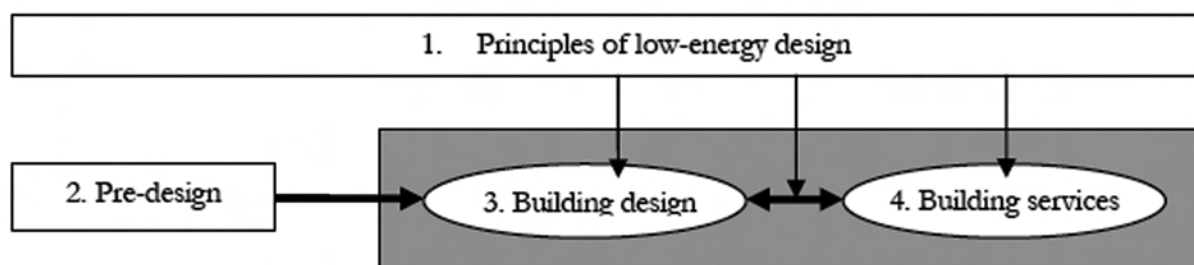 1. Principles of low-energy design
2. Pre-design
3. Building design
4. Building services